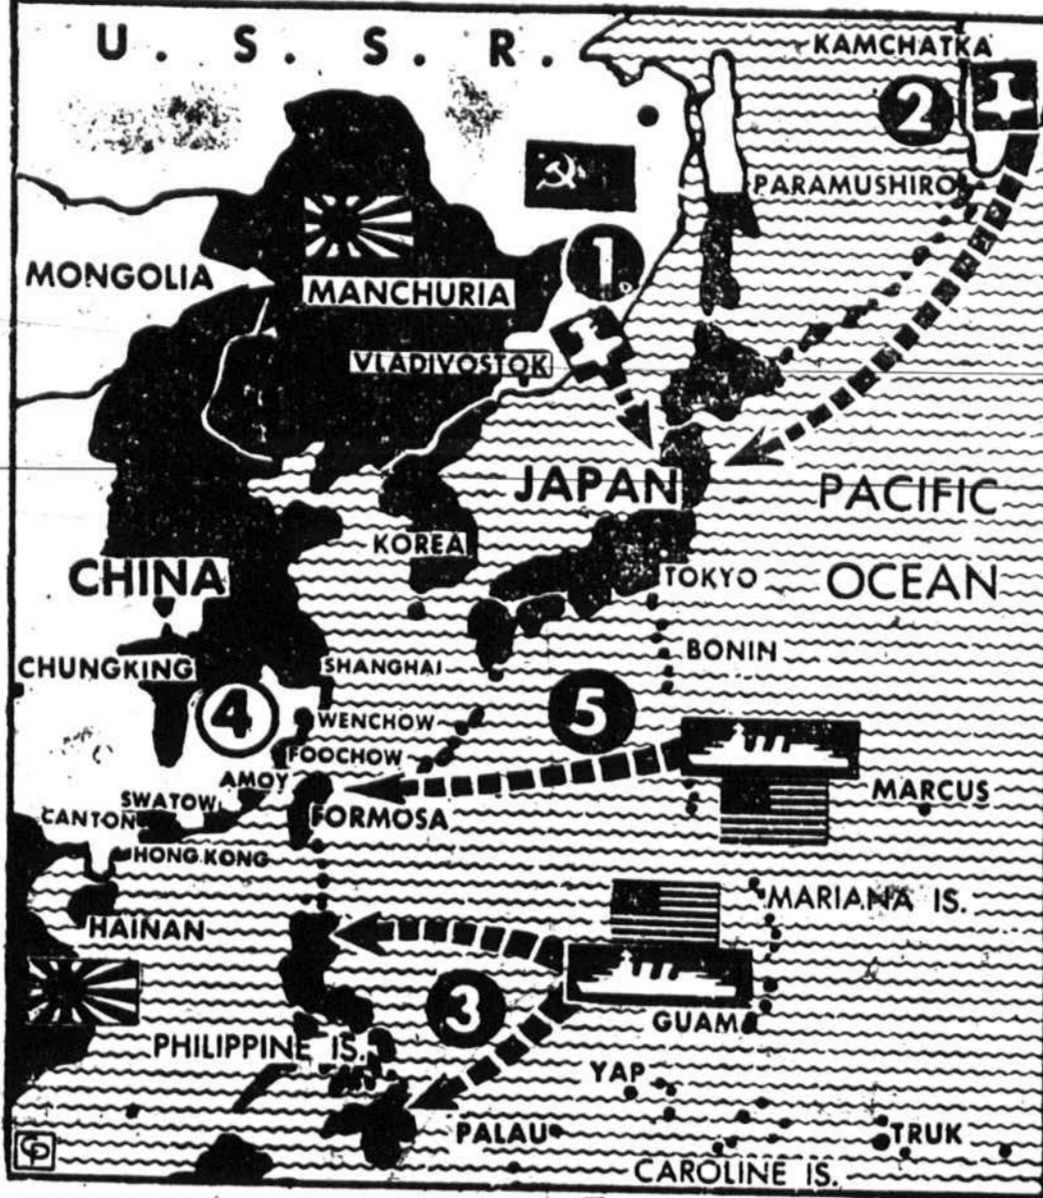 U. S. S. R.
KAMCHATKA
2
PARAMUSHIRO
1
MONGOLIA
MANCHURIA
VLADIVOSTOK
JAPAN
PACIFIC
OCEAN
KOREA
CHINA
TOKYO
BONIN
CHUNGKING
SHANGHAI
4
WENCHOW
5
FOOCHOW
AMOY
SWATOW
FORMOSA
MARCUS
CANTON
HONG KONG
MARIANA IS.
HAINAN
3
GUAM
PHILIPPINE IS.
YAP
PALAU
TRUK
CAROLINE IS.
CP